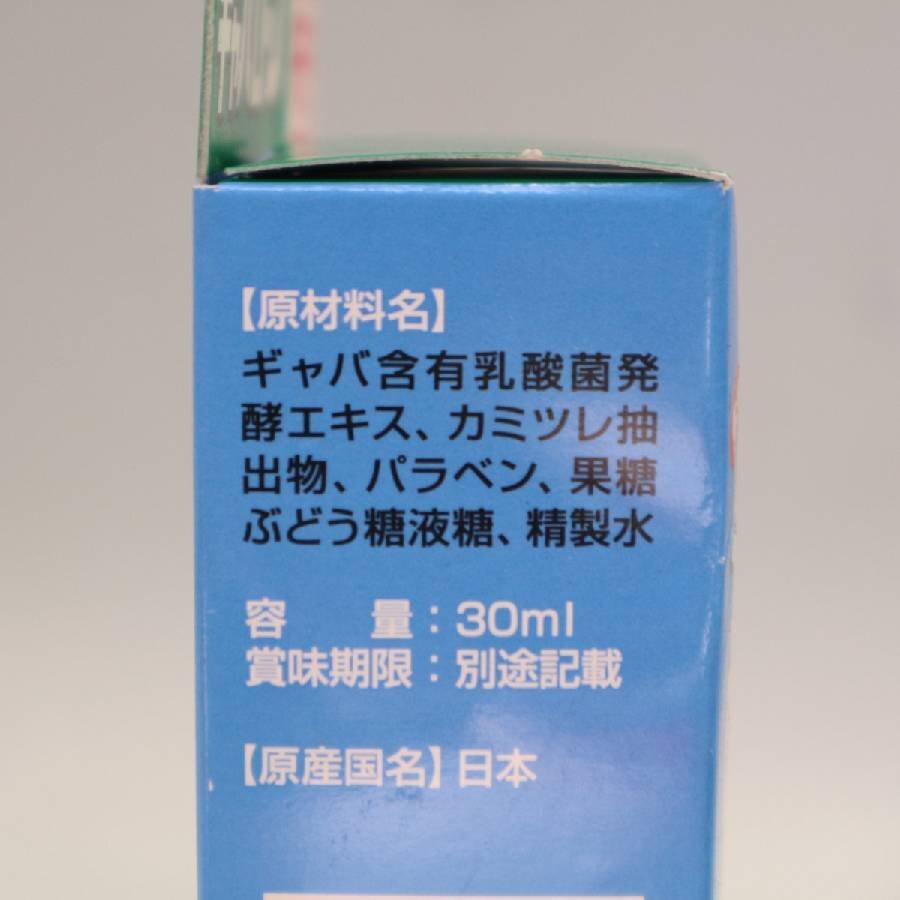 【原材料名】
ギャバ含有乳酸菌発
酵エキス、カミツレ抽
出物、パラベン、果糖
ぶどう糖液糖、精製水
容 量：30ml
賞味期限：別途記載
【原産国名】日本